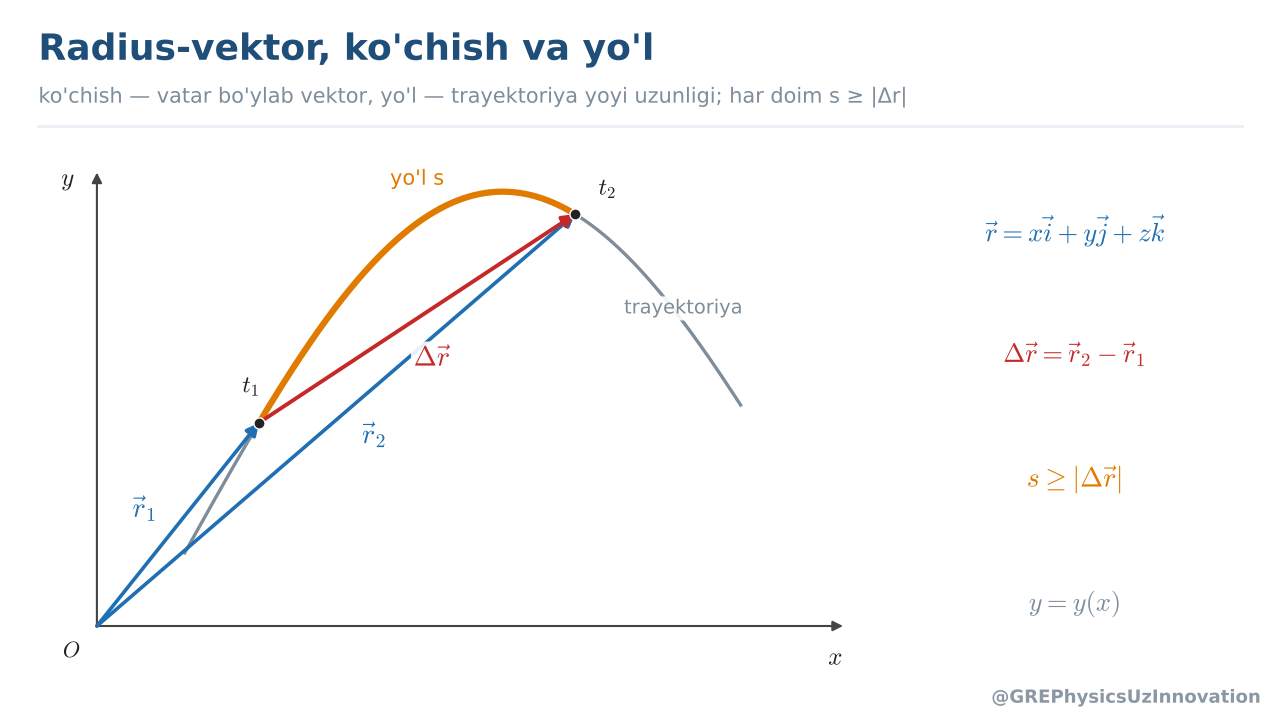 Radius-vektor, ko'chish va yo'l
ko'chish — vatar bo'ylab vektor, yo'l — trayektoriya yoyi uzunligi; har doim s ≥ |Δr|
y
yo'l s
t₂
r⃗ = xi⃗ + yj⃗ + zk⃗
trayektoriya
Δr⃗
Δr⃗ = r⃗₂ − r⃗₁
t₁
r⃗₂
s ≥ |Δr⃗|
r⃗₁
y = y(x)
O
x
@GREPhysicsUzInnovation